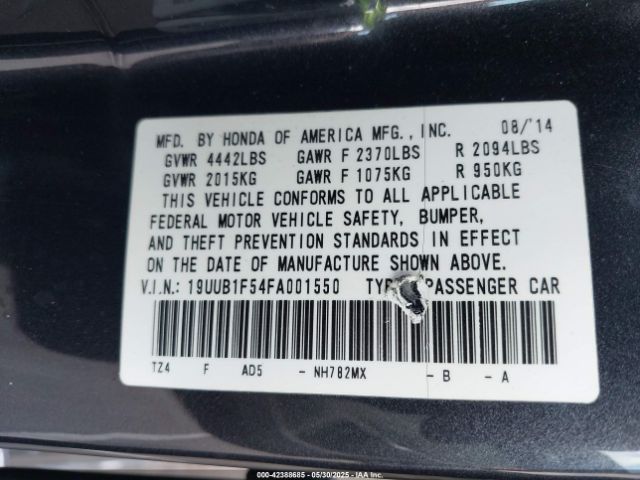 MFD. BY HONDA OF AMERICA MFG., INC. 08/'14
GVWR 4442LBS GAWR F 2370LBS R 2094LBS
GVWR 2015KG GAWR F 1075KG R 950KG
THIS VEHICLE CONFORMS TO ALL APPLICABLE
FEDERAL MOTOR VEHICLE SAFETY, BUMPER,
AND THEFT PREVENTION STANDARDS IN EFFECT
ON THE DATE OF MANUFACTURE SHOWN ABOVE.
V.I.N.: 19UUB1F54FA001550 TYP PASSENGER CAR
TZ4 F AD5 - NH782MX - B - A
000-42388685 - 05/30/2025 - IAA Inc.